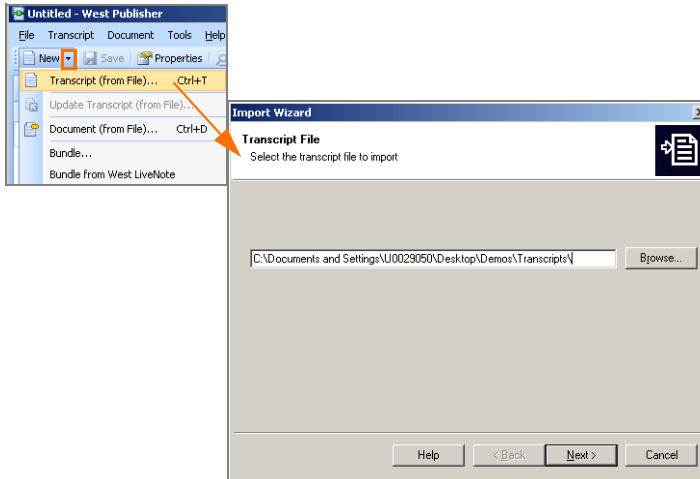 Untitled - West Publisher
File Transcript Document Tools Help
New Save Properties
Transcript (from File)... Ctrl+T
Update Transcript (from File)...
Document (from File)... Ctrl+D
Bundle...
Bundle from West LiveNote
Import Wizard
Transcript File
Select the transcript file to import
C:\Documents and Settings\U0029050\Desktop\Demos\Transcripts\
Browse...
Help < Back Next > Cancel